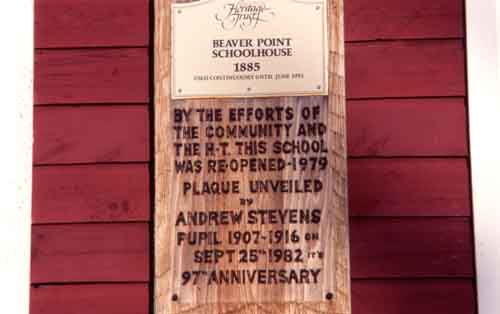 Heritage
Trust
BEAVER POINT
SCHOOLHOUSE
1885
USED CONTINUOUSLY UNTIL JUNE 1951
BY THE EFFORTS OF
THE COMMUNITY AND
THE H-T. THIS SCHOOL
WAS RE-OPENED-1979
PLAQUE UNVEILED
BY
ANDREW STEVENS
PUPIL 1907-1916 ON
SEPT 25TH 1982 IT'S
97TH ANNIVERSARY